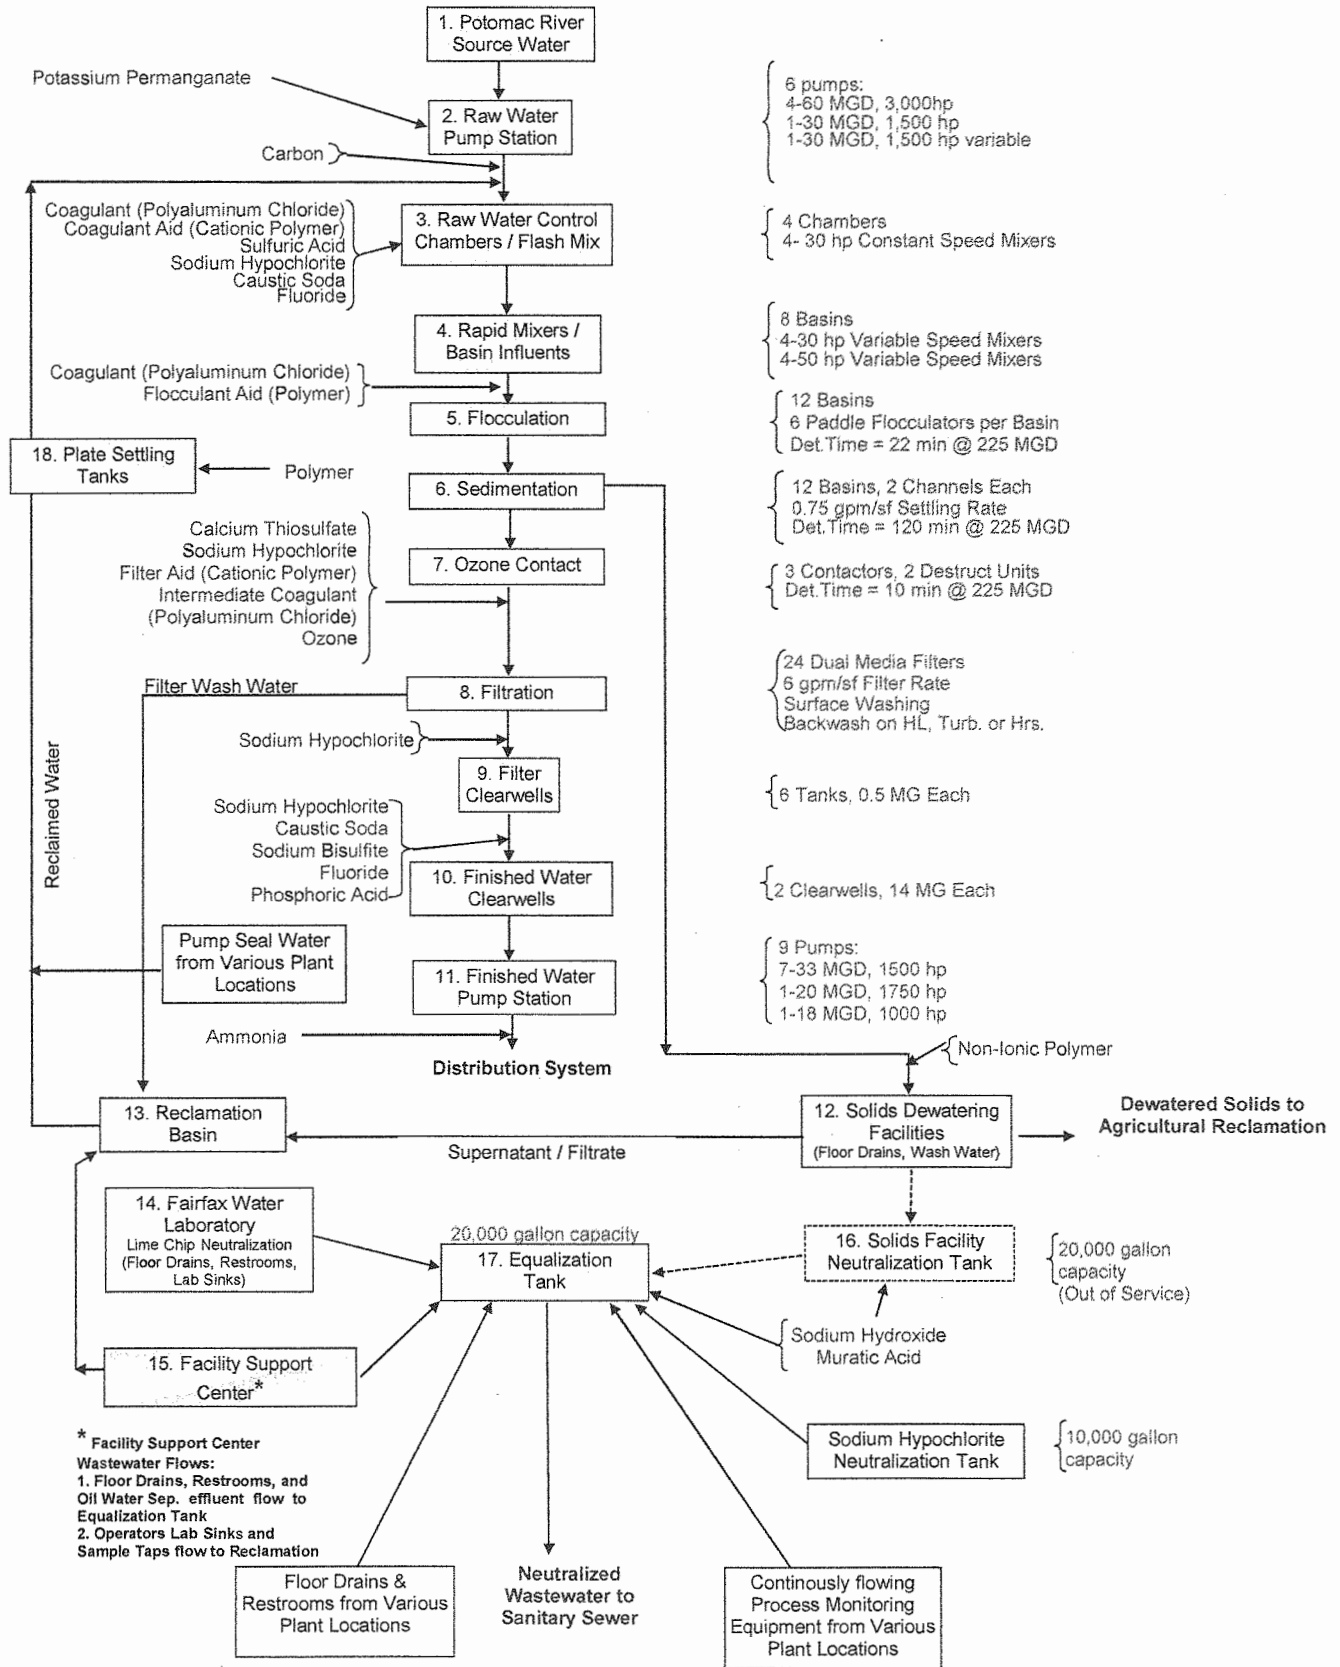 1. Potomac River
Source Water
Potassium Permanganate
2. Raw Water
Pump Station
6 pumps:
4-60 MGD, 3,000hp
1-30 MGD, 1,500 hp
1-30 MGD, 1,500 hp variable
Carbon
Coagulant (Polyaluminum Chloride)
Coagulant Aid (Cationic Polymer)
Sulfuric Acid
Sodium Hypochlorite
Caustic Soda
Fluoride
3. Raw Water Control
Chambers / Flash Mix
4 Chambers
4- 30 hp Constant Speed Mixers
4. Rapid Mixers /
Basin Influents
8 Basins
4-30 hp Variable Speed Mixers
4-50 hp Variable Speed Mixers
Coagulant (Polyaluminum Chloride)
Flocculant Aid (Polymer)
5. Flocculation
12 Basins
6 Paddle Flocculators per Basin
Det.Time = 22 min @ 225 MGD
18. Plate Settling
Tanks
Polymer
6. Sedimentation
12 Basins, 2 Channels Each
0.75 gpm/sf Settling Rate
Det.Time = 120 min @ 225 MGD
Calcium Thiosulfate
Sodium Hypochlorite
Filter Aid (Cationic Polymer)
Intermediate Coagulant
(Polyaluminum Chloride)
Ozone
7. Ozone Contact
3 Contactors, 2 Destruct Units
Det.Time = 10 min @ 225 MGD
Filter Wash Water
8. Filtration
24 Dual Media Filters
6 gpm/sf Filter Rate
Surface Washing
Backwash on HL, Turb. or Hrs.
Sodium Hypochlorite
9. Filter
Clearwells
6 Tanks, 0.5 MG Each
Reclaimed Water
Sodium Hypochlorite
Caustic Soda
Sodium Bisulfite
Fluoride
Phosphoric Acid
10. Finished Water
Clearwells
2 Clearwells, 14 MG Each
Pump Seal Water
from Various Plant
Locations
11. Finished Water
Pump Station
9 Pumps:
7-33 MGD, 1500 hp
1-20 MGD, 1750 hp
1-18 MGD, 1000 hp
Ammonia
Distribution System
Non-Ionic Polymer
13. Reclamation
Basin
Supernatant / Filtrate
12. Solids Dewatering
Facilities
(Floor Drains, Wash Water)
Dewatered Solids to
Agricultural Reclamation
14. Fairfax Water
Laboratory
Lime Chip Neutralization
(Floor Drains, Restrooms,
Lab Sinks)
20,000 gallon capacity
17. Equalization
Tank
16. Solids Facility
Neutralization Tank
20,000 gallon
capacity
(Out of Service)
Sodium Hydroxide
Muratic Acid
15. Facility Support
Center*
Sodium Hypochlorite
Neutralization Tank
10,000 gallon
capacity
* Facility Support Center
Wastewater Flows:
1. Floor Drains, Restrooms, and
Oil Water Sep. effluent flow to
Equalization Tank
2. Operators Lab Sinks and
Sample Taps flow to Reclamation
Floor Drains &
Restrooms from Various
Plant Locations
Neutralized
Wastewater to
Sanitary Sewer
Continously flowing
Process Monitoring
Equipment from Various
Plant Locations